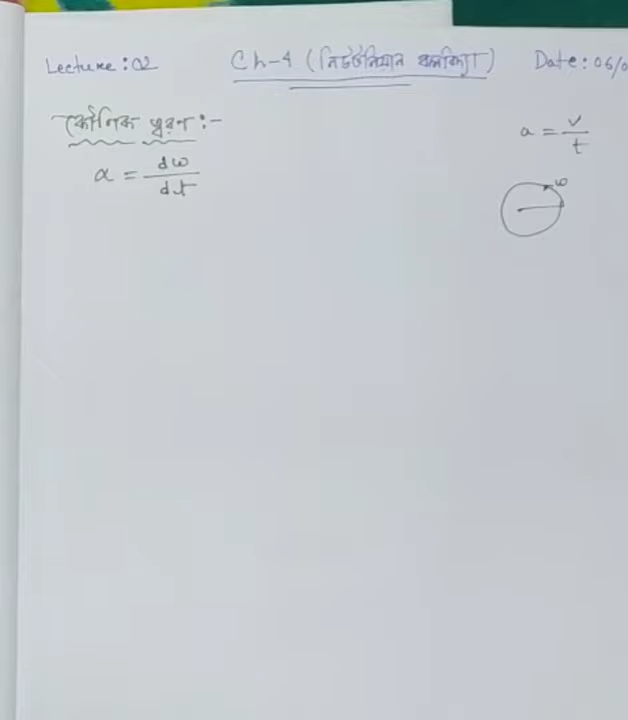 Lecture: 02 Ch-4 (নিউটনিয়ান বলবিদ্যা) Date: 06/0
কৌণিক ত্বরণ :-
α = dω/dt
a = v/t
ω